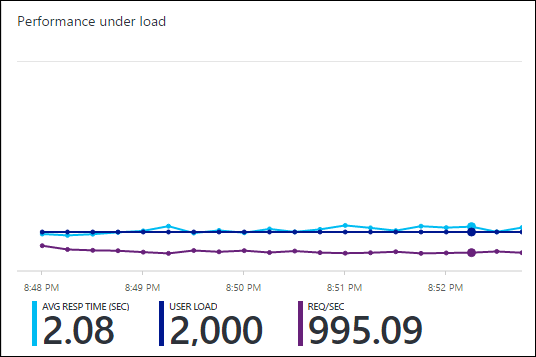 Performance under load
8:48 PM 8:49 PM 8:50 PM 8:51 PM 8:52 PM
AVG RESP TIME (SEC) USER LOAD REQ/SEC
2.08 2,000 995.09